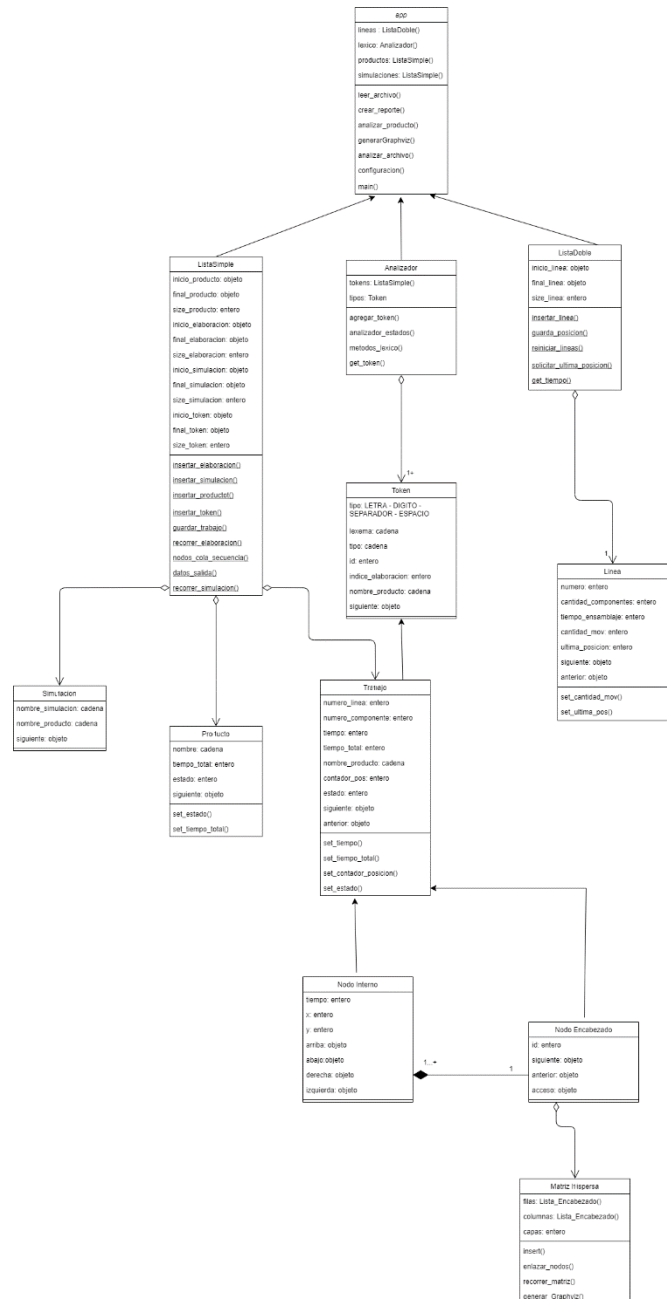 app
lineas : ListaDoble()
lexico: Analizador()
productos: ListaSimple()
simulaciones: ListaSimple()
leer_archivo()
crear_reporte()
analizar_producto()
generarGraphviz()
analizar_archivo()
configuracion()
main()
ListaSimple
inicio_producto: objeto
final_producto: objeto
size_producto: entero
inicio_elaboracion: objeto
final_elaboracion: objeto
size_elaboracion: entero
inicio_simulacion: objeto
final_simulacion: objeto
size_simulacion: entero
inicio_token: objeto
final_token: objeto
size_token: entero
insertar_elaboracion()
insertar_simulacion()
insertar_productof()
insertar_token()
guardar_trabajo()
recorrer_elaboracion()
nodos_cola_secuencia()
datos_salida()
recorrer_simulacion()
Analizador
tokens: ListaSimple()
tipos: Token
agregar_token()
analizador_estados()
metodos_lexico()
get_token()
ListaDoble
inicio_linea: objeto
final_linea: objeto
size_linea: entero
insertar_linea()
guarda_posicion()
reiniciar_lineas()
solicitar_ultima_posicion()
get_tiempo()
1+
Token
tipo: LETRA - DIGITO -
SEPARADOR - ESPACIO
lexema: cadena
tipo: cadena
id: entero
indice_elaboracion: entero
nombre_producto: cadena
siguiente: objeto
1
Linea
numero: entero
cantidad_componentes: entero
tiempo_ensamblaje: entero
cantidad_mov: entero
ultima_posicion: entero
siguiente: objeto
anterior: objeto
set_cantidad_mov()
set_ultima_pos()
Simulacion
nombre_simulacion: cadena
nombre_producto: cadena
siguiente: objeto
Producto
nombre: cadena
tiempo_total: entero
estado: entero
siguiente: objeto
set_estado()
set_tiempo_total()
Trabajo
numero_linea: entero
numero_componente: entero
tiempo: entero
tiempo_total: entero
nombre_producto: cadena
contador_pos: entero
estado: entero
siguiente: objeto
anterior: objeto
set_tiempo()
set_tiempo_total()
set_contador_posicion()
set_estado()
Nodo Interno
tiempo: entero
x: entero
y: entero
arriba: objeto
abajo:objeto
derecha: objeto
izquierda: objeto
1...+
1
Nodo Encabezado
id: entero
siguiente: objeto
anterior: objeto
acceso: objeto
Matriz Dispersa
filas: Lista_Encabezado()
columnas: Lista_Encabezado()
capas: entero
insert()
enlazar_nodos()
recorrer_matriz()
generar_Graphviz()